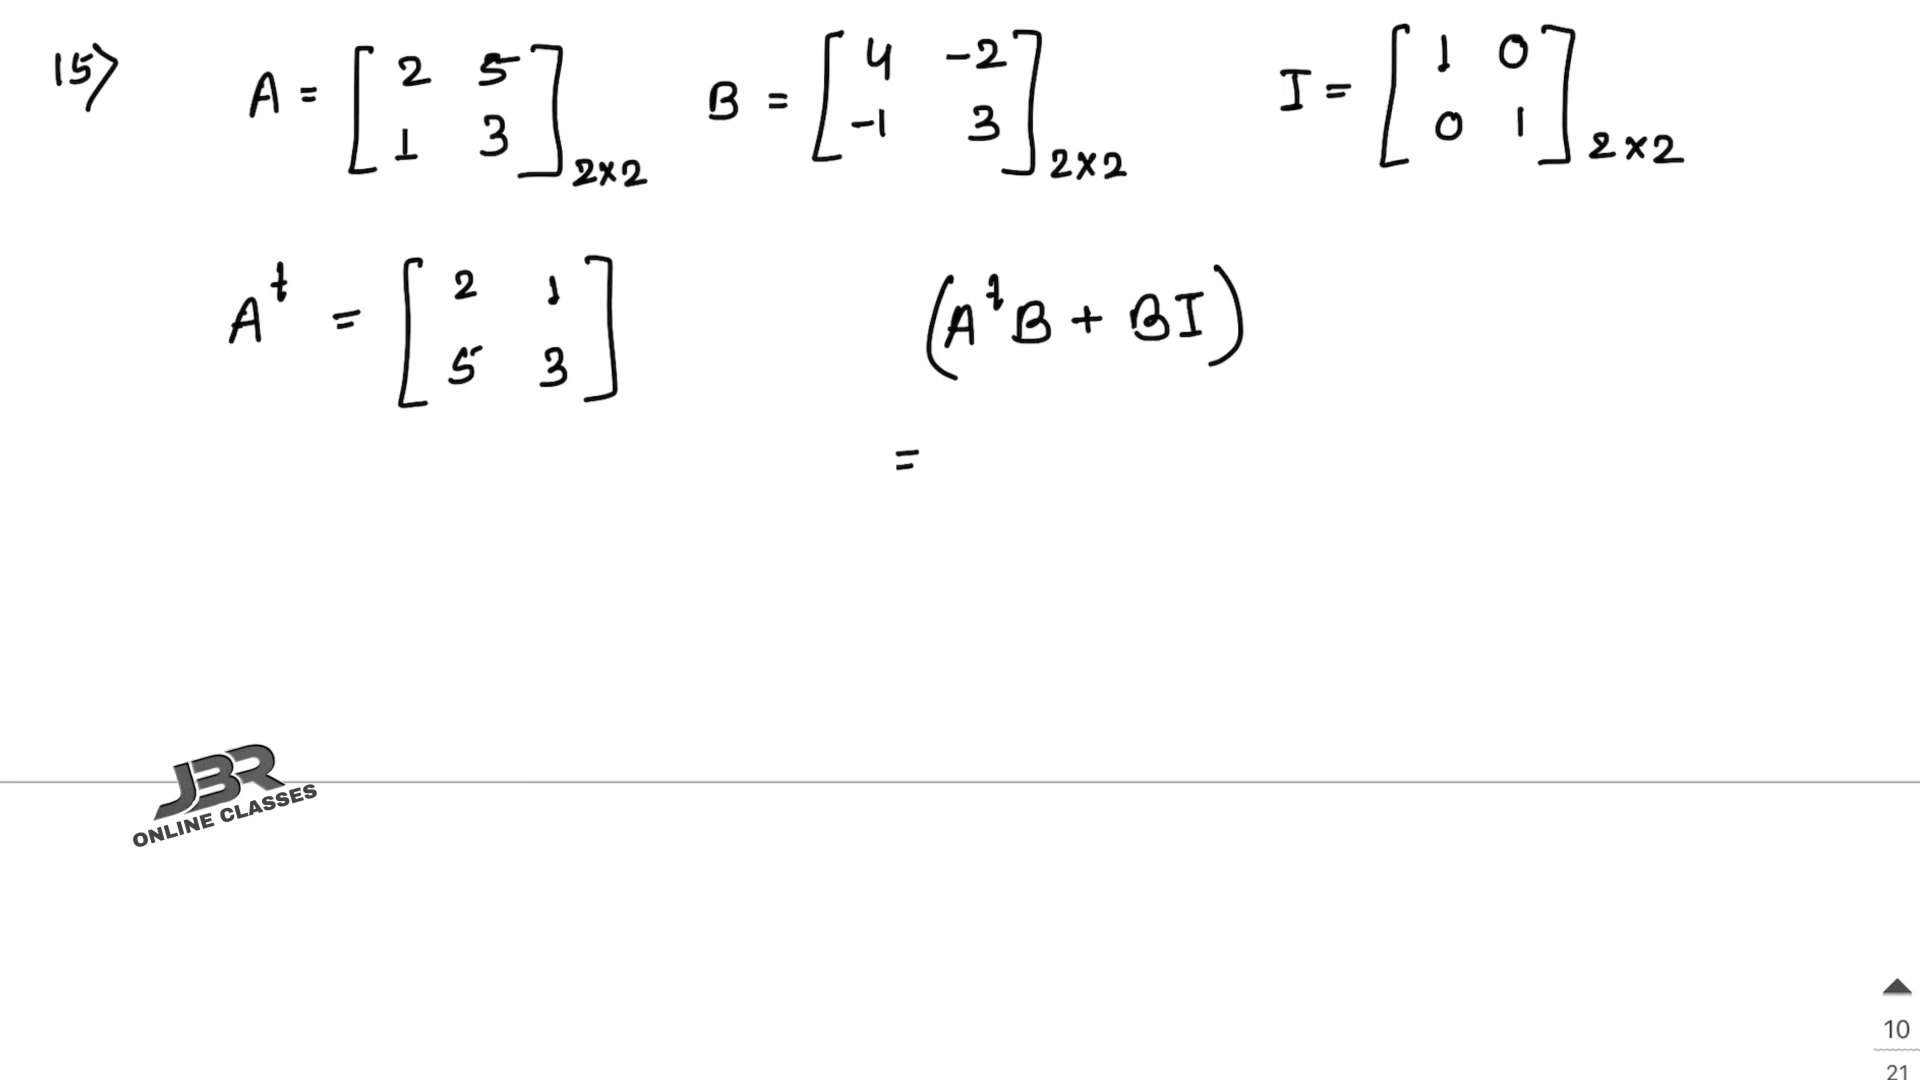 15> A = [ 2 5 B = [ 4 -2 I = [ 1 0
1 3 ]2×2 -1 3 ]2×2 0 1 ]2×2
A^t = [ 2 1 (A^t B + BI)
5 3 ]
=
JBR
ONLINE CLASSES
10
21